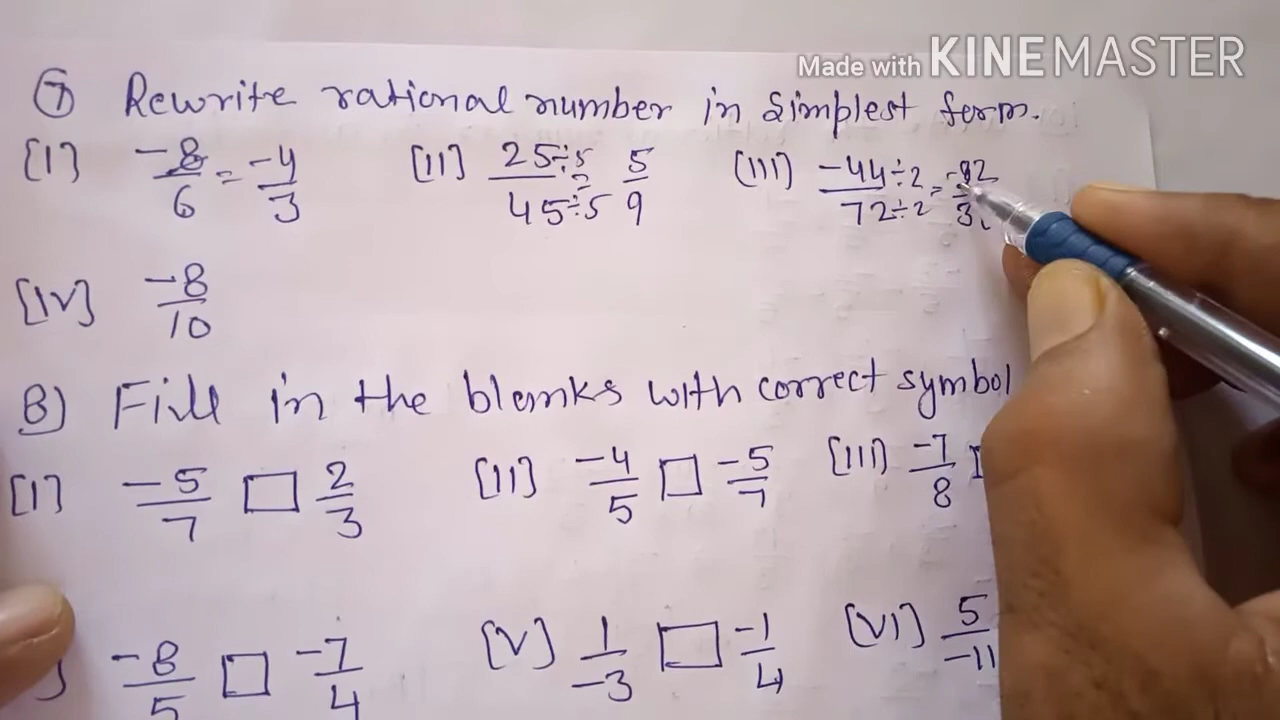 Made with KINEMASTER
7 Rewrite rational number in Simplest form.
[I] -8/6 = -4/3 [II] 25÷5/45÷5 = 5/9 [III] -44÷2/72÷2 =
[IV] -8/10
8) Fill in the blanks with correct symbol
[I] -5/7 □ 2/3 [II] -4/5 □ -5/7 [III] -7/8
] -8/5 □ -7/4 [V] 1/-3 □ -1/4 [VI] 5/-11